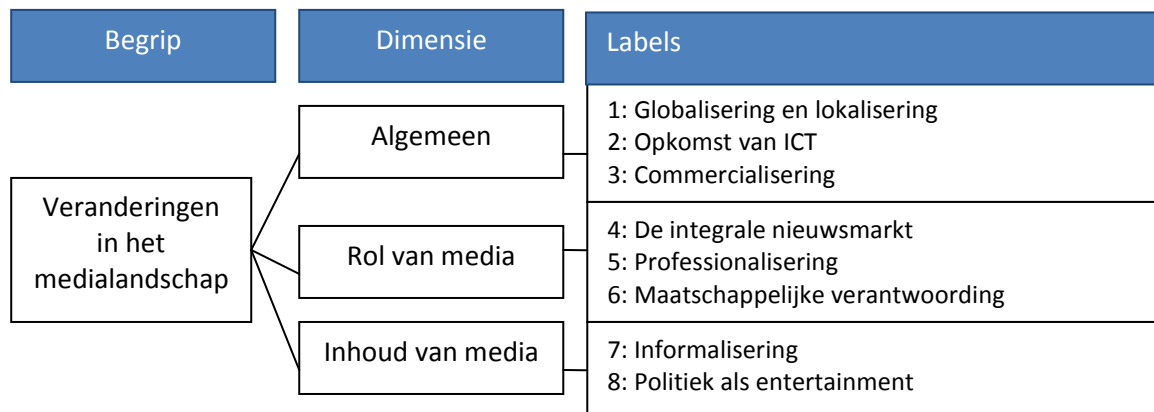 Begrip
Dimensie
Labels
Veranderingen
in het
medialandschap
Algemeen
1: Globalisering en lokalisering
2: Opkomst van ICT
3: Commercialisering
Rol van media
4: De integrale nieuwsmarkt
5: Professionalisering
6: Maatschappelijke verantwoording
Inhoud van media
7: Informalisering
8: Politiek als entertainment